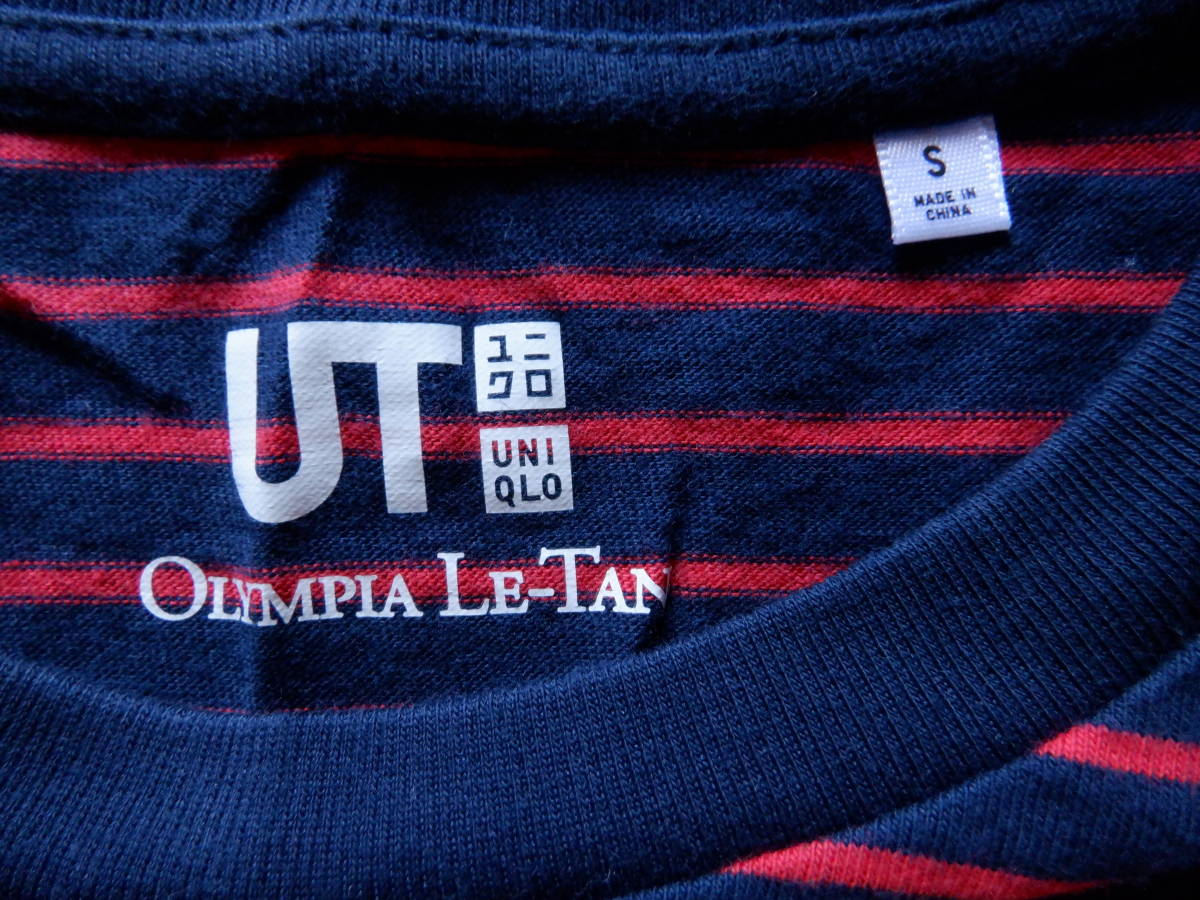 S
MADE IN
CHINA
UT
ユニ
クロ
UNI
QLO
OLYMPIA LE-TAN